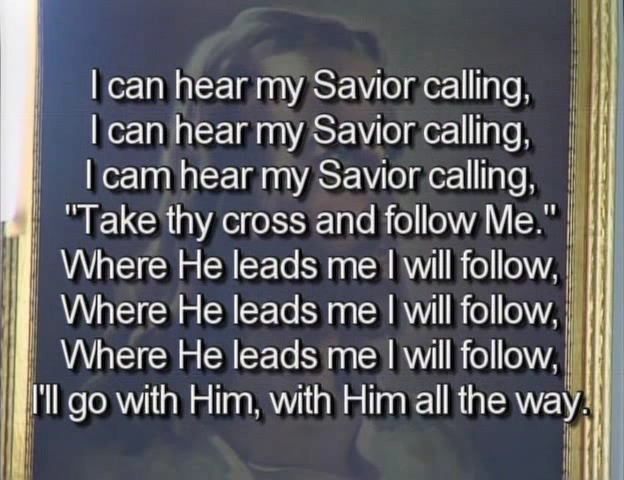 I can hear my Savior calling,
I can hear my Savior calling,
I cam hear my Savior calling,
"Take thy cross and follow Me."
Where He leads me I will follow,
Where He leads me I will follow,
Where He leads me I will follow,
I'll go with Him, with Him all the way.